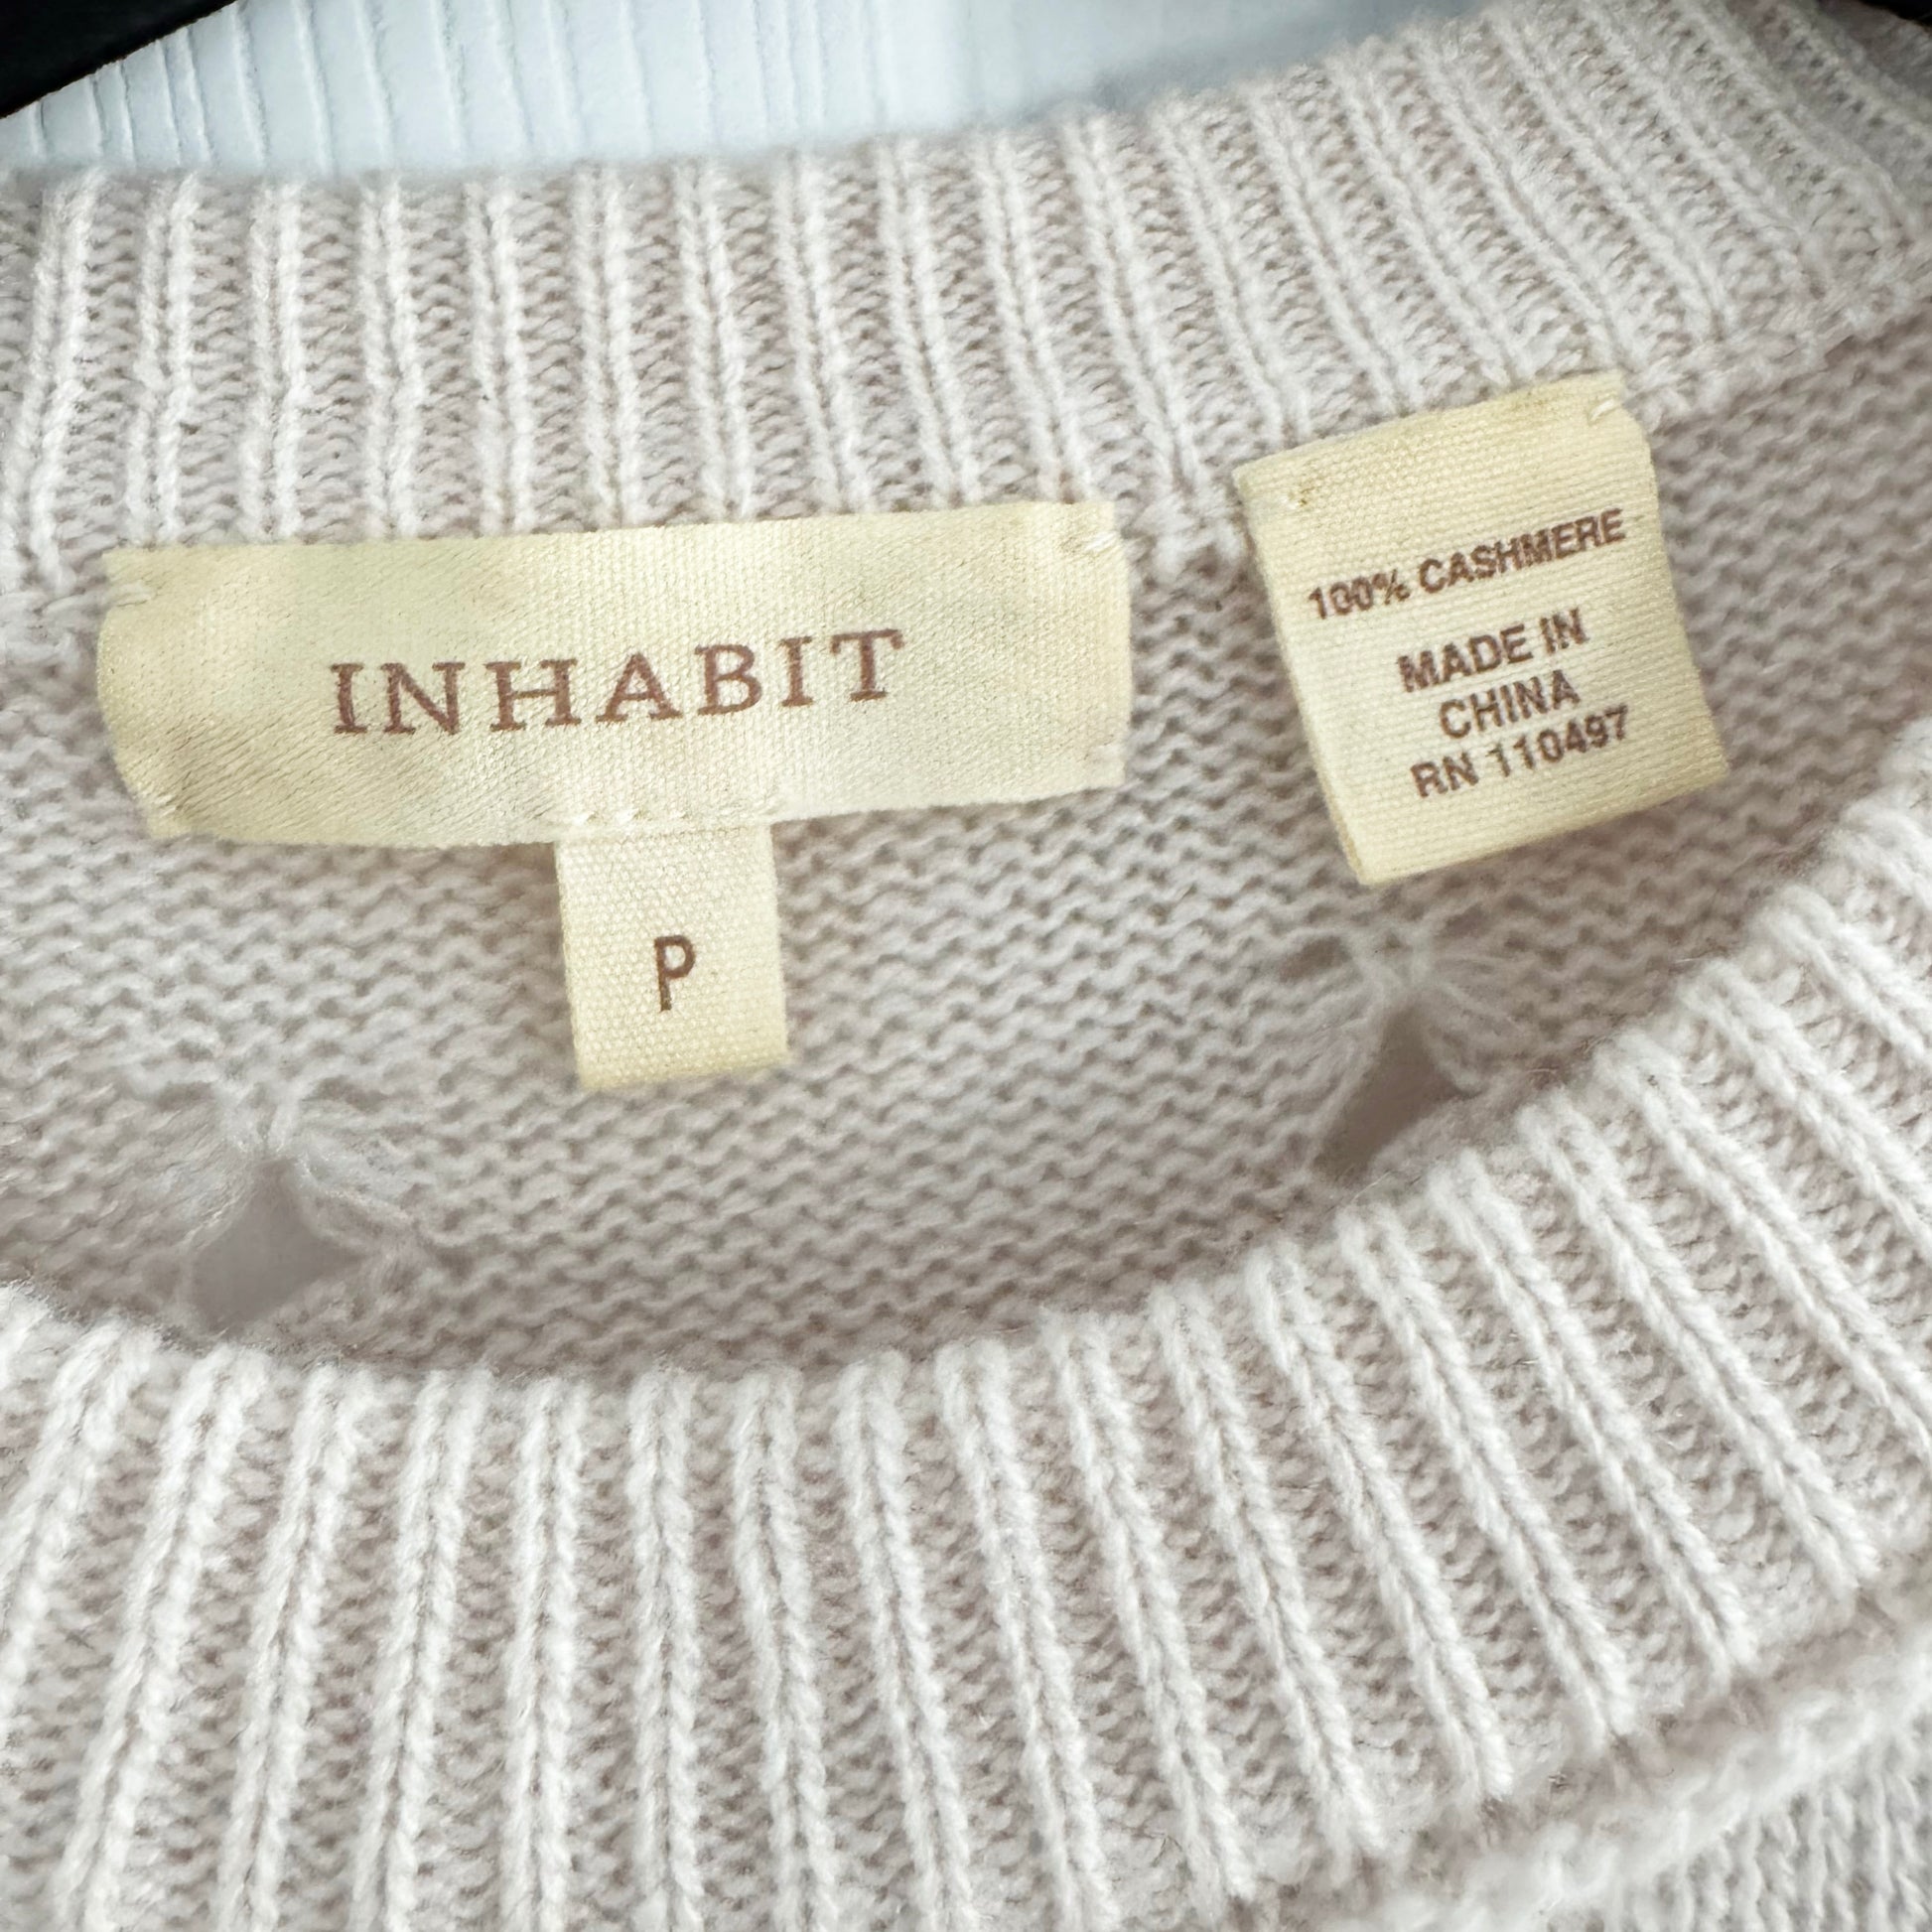 INHABIT
P
100% CASHMERE
MADE IN
CHINA
RN 110497